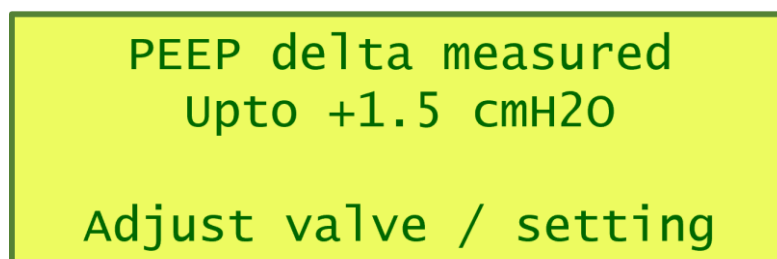 PEEP delta measured
Upto +1.5 cmH2O
Adjust valve / setting